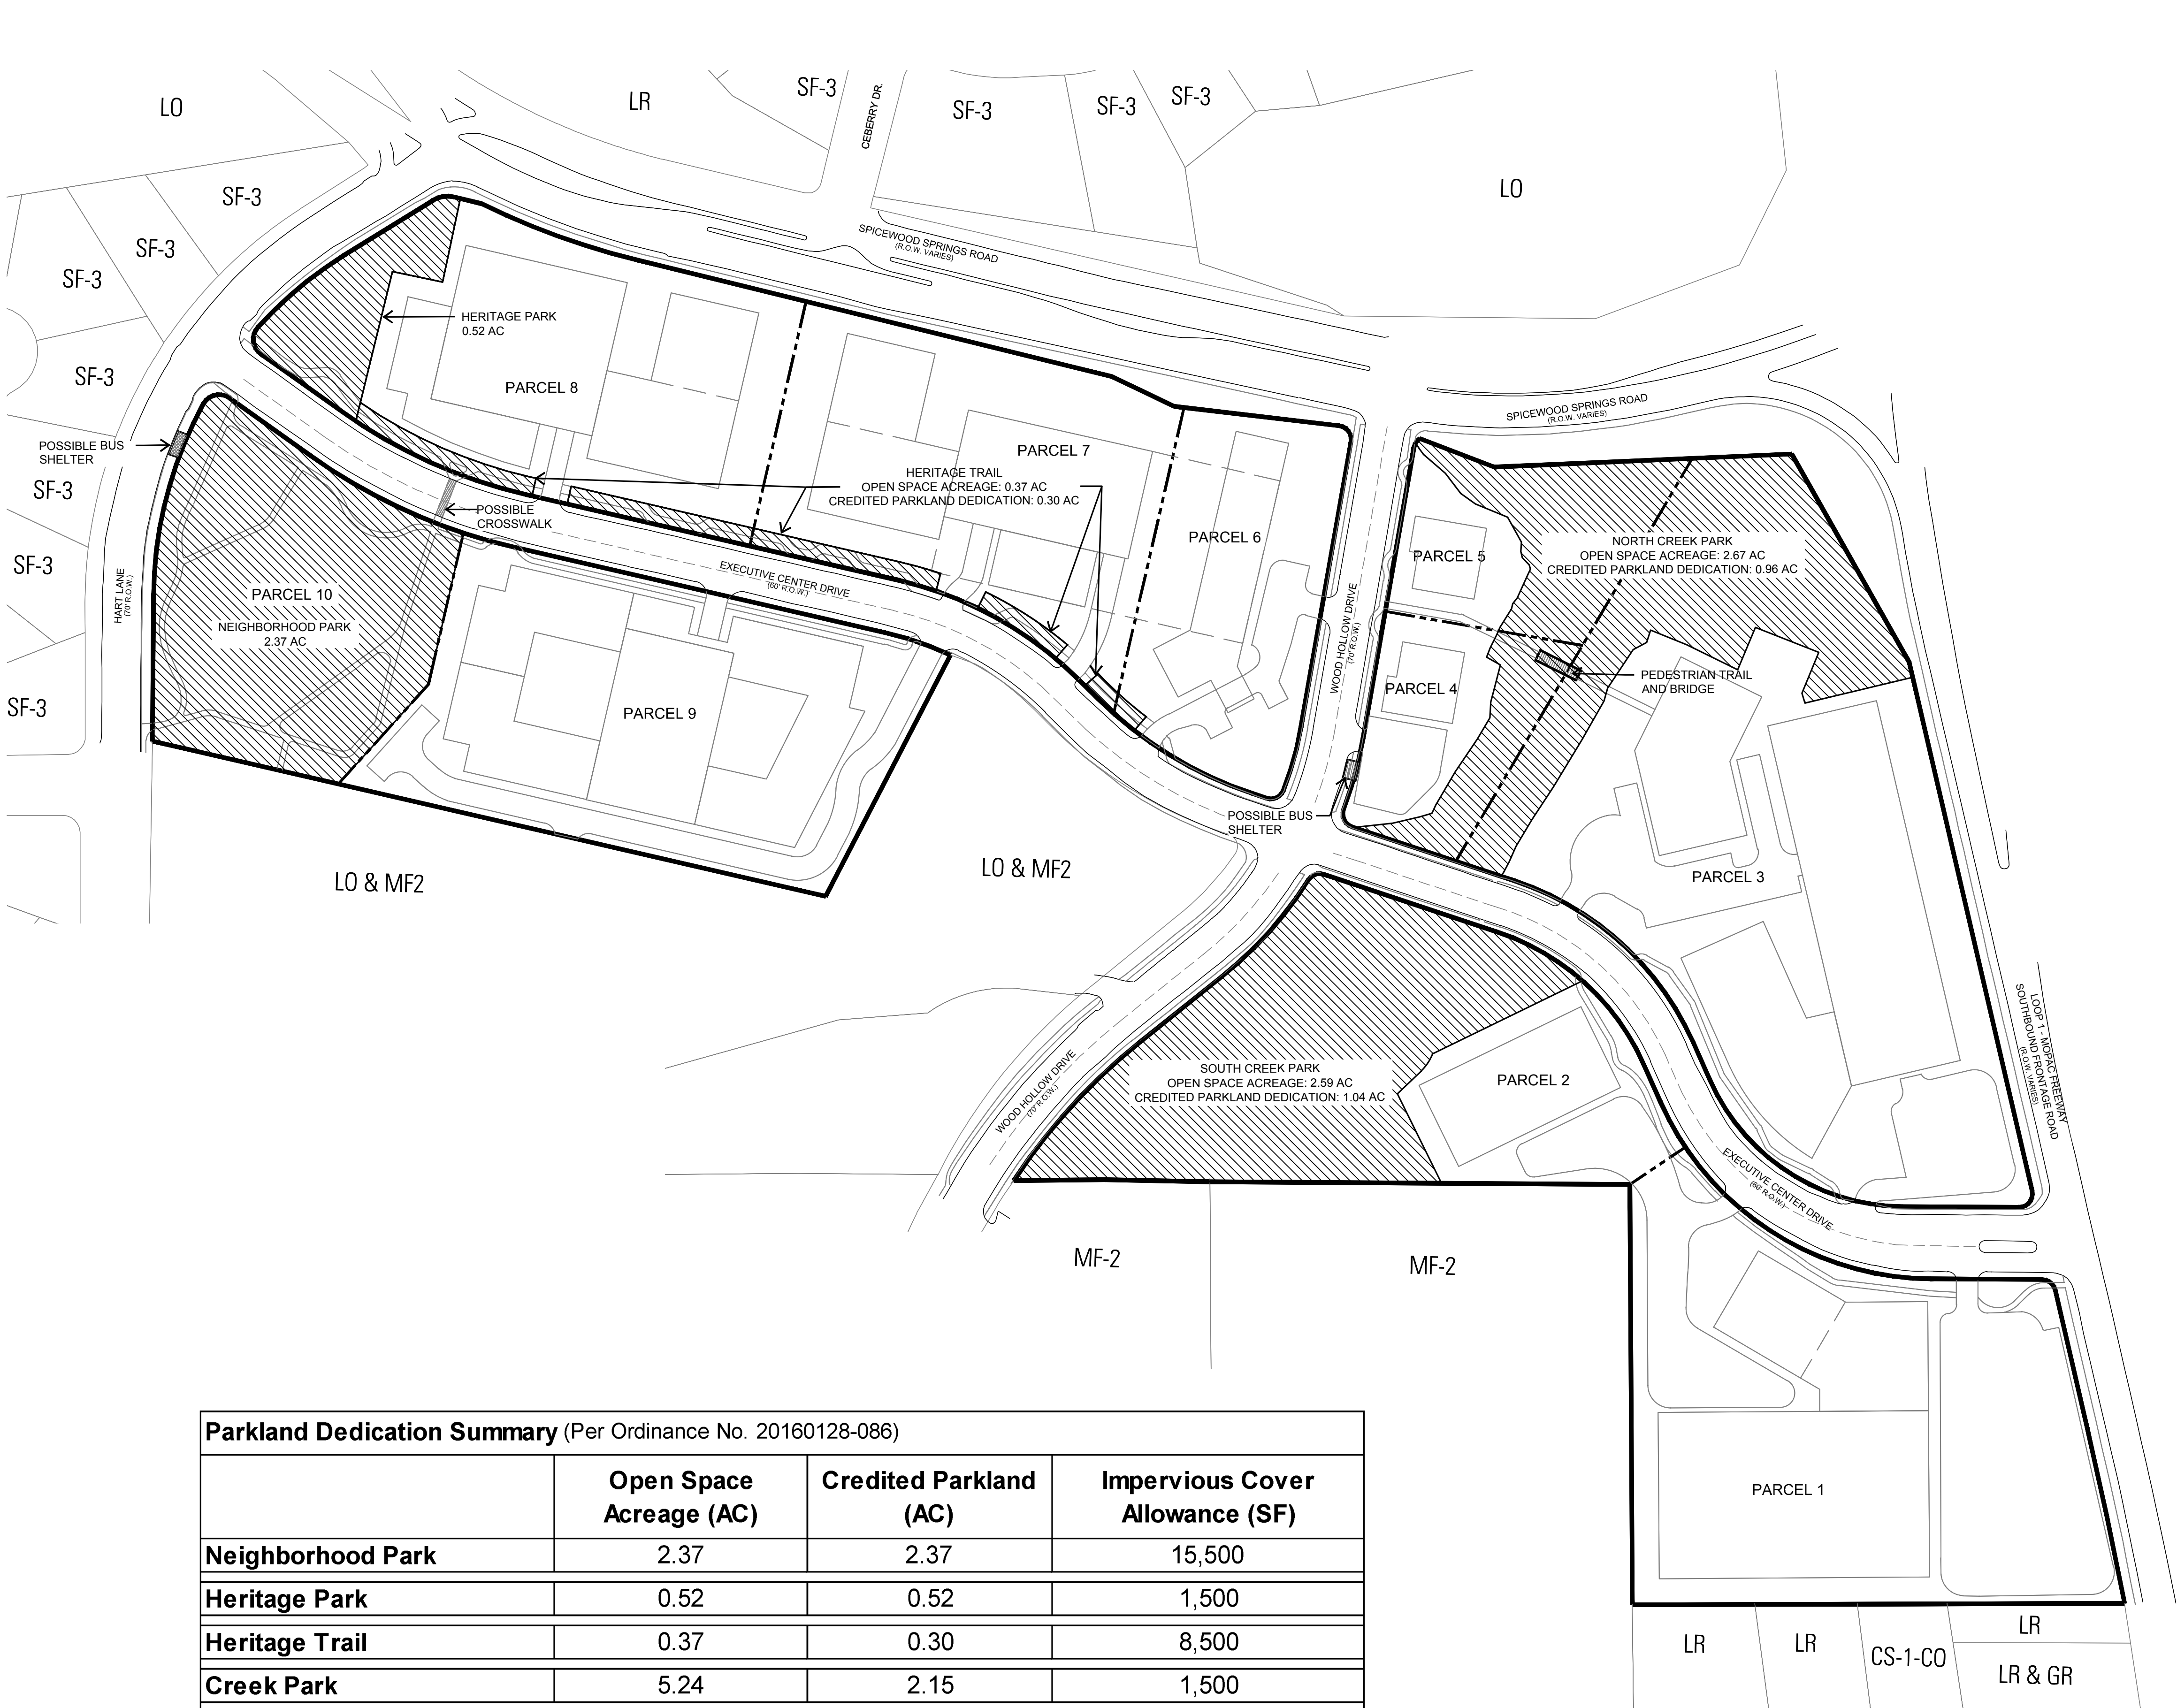 LO
LR
SF-3
CEBERRY DR.
SF-3
SF-3
SF-3
LO
SF-3
SF-3
SF-3
SF-3
SF-3
SF-3
SF-3
SPICEWOOD SPRINGS ROAD
(R.O.W. VARIES)
HERITAGE PARK
0.52 AC
PARCEL 8
SPICEWOOD SPRINGS ROAD
(R.O.W. VARIES)
POSSIBLE BUS
SHELTER
PARCEL 7
HERITAGE TRAIL
OPEN SPACE ACREAGE: 0.37 AC
CREDITED PARKLAND DEDICATION: 0.30 AC
POSSIBLE
CROSSWALK
PARCEL 6
PARCEL 5
NORTH CREEK PARK
OPEN SPACE ACREAGE: 2.67 AC
CREDITED PARKLAND DEDICATION: 0.96 AC
HART LANE
(70' R.O.W.)
PARCEL 10
NEIGHBORHOOD PARK
2.37 AC
EXECUTIVE CENTER DRIVE
(60' R.O.W.)
WOOD HOLLOW DRIVE
(70' R.O.W.)
PARCEL 4
PEDESTRIAN TRAIL
AND BRIDGE
PARCEL 9
POSSIBLE BUS
SHELTER
LO & MF2
LO & MF2
PARCEL 3
LOOP 1 - MOPAC FREEWAY
SOUTHBOUND FRONTAGE ROAD
(R.O.W. VARIES)
WOOD HOLLOW DRIVE
(70' R.O.W.)
SOUTH CREEK PARK
OPEN SPACE ACREAGE: 2.59 AC
CREDITED PARKLAND DEDICATION: 1.04 AC
PARCEL 2
EXECUTIVE CENTER DRIVE
(60' R.O.W.)
MF-2
MF-2
PARCEL 1
LR
LR
CS-1-CO
LR
LR & GR
Parkland Dedication Summary (Per Ordinance No. 20160128-086)
Open Space Acreage (AC) Credited Parkland (AC) Impervious Cover Allowance (SF)
Neighborhood Park 2.37 2.37 15,500
Heritage Park 0.52 0.52 1,500
Heritage Trail 0.37 0.30 8,500
Creek Park 5.24 2.15 1,500